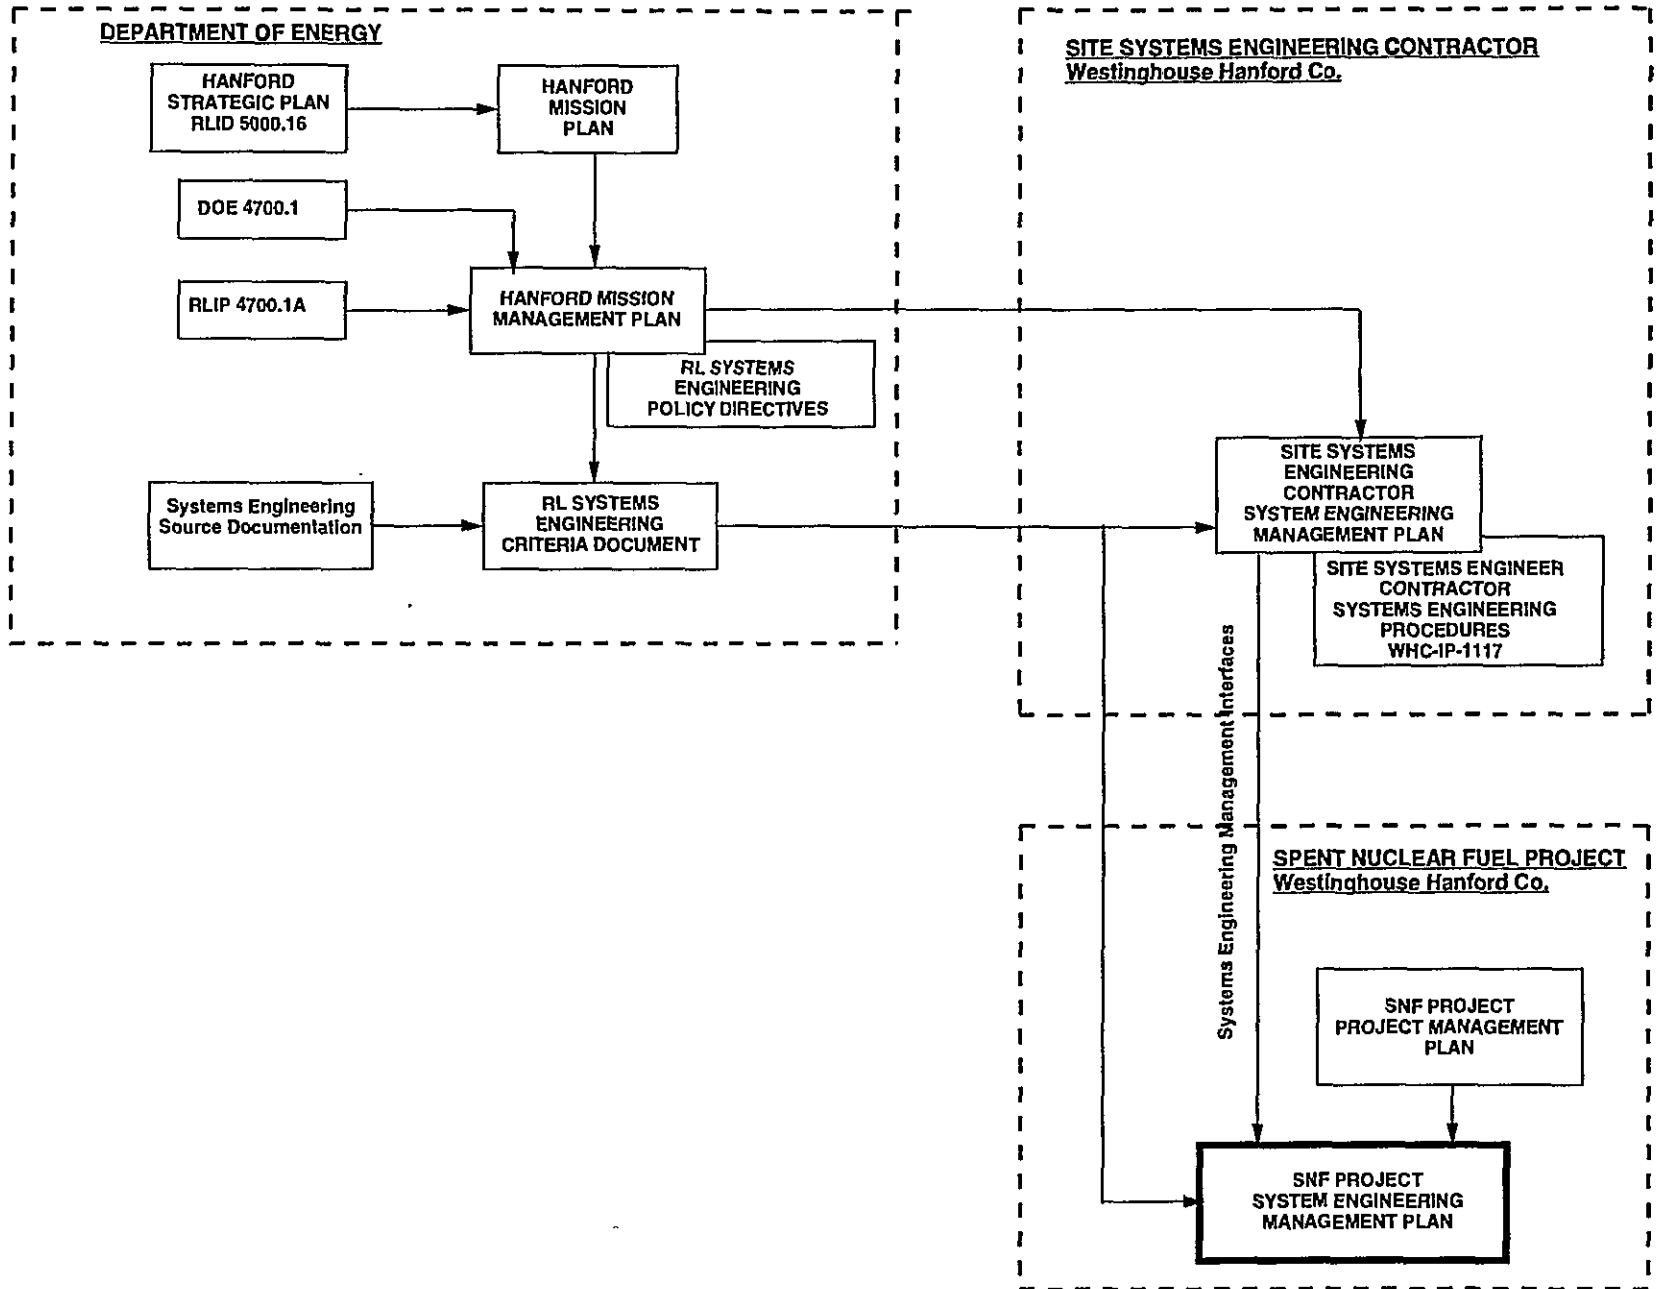 DEPARTMENT OF ENERGY
HANFORD
STRATEGIC PLAN
RLID 5000.16
HANFORD
MISSION
PLAN
DOE 4700.1
RLIP 4700.1A
HANFORD MISSION
MANAGEMENT PLAN
RL SYSTEMS
ENGINEERING
POLICY DIRECTIVES
Systems Engineering
Source Documentation
RL SYSTEMS
ENGINEERING
CRITERIA DOCUMENT
SITE SYSTEMS ENGINEERING CONTRACTOR
Westinghouse Hanford Co.
SITE SYSTEMS
ENGINEERING
CONTRACTOR
SYSTEM ENGINEERING
MANAGEMENT PLAN
SITE SYSTEMS ENGINEER
CONTRACTOR
SYSTEMS ENGINEERING
PROCEDURES
WHC-IP-1117
Systems Engineering Management Interfaces
SPENT NUCLEAR FUEL PROJECT
Westinghouse Hanford Co.
SNF PROJECT
PROJECT MANAGEMENT
PLAN
SNF PROJECT
SYSTEM ENGINEERING
MANAGEMENT PLAN